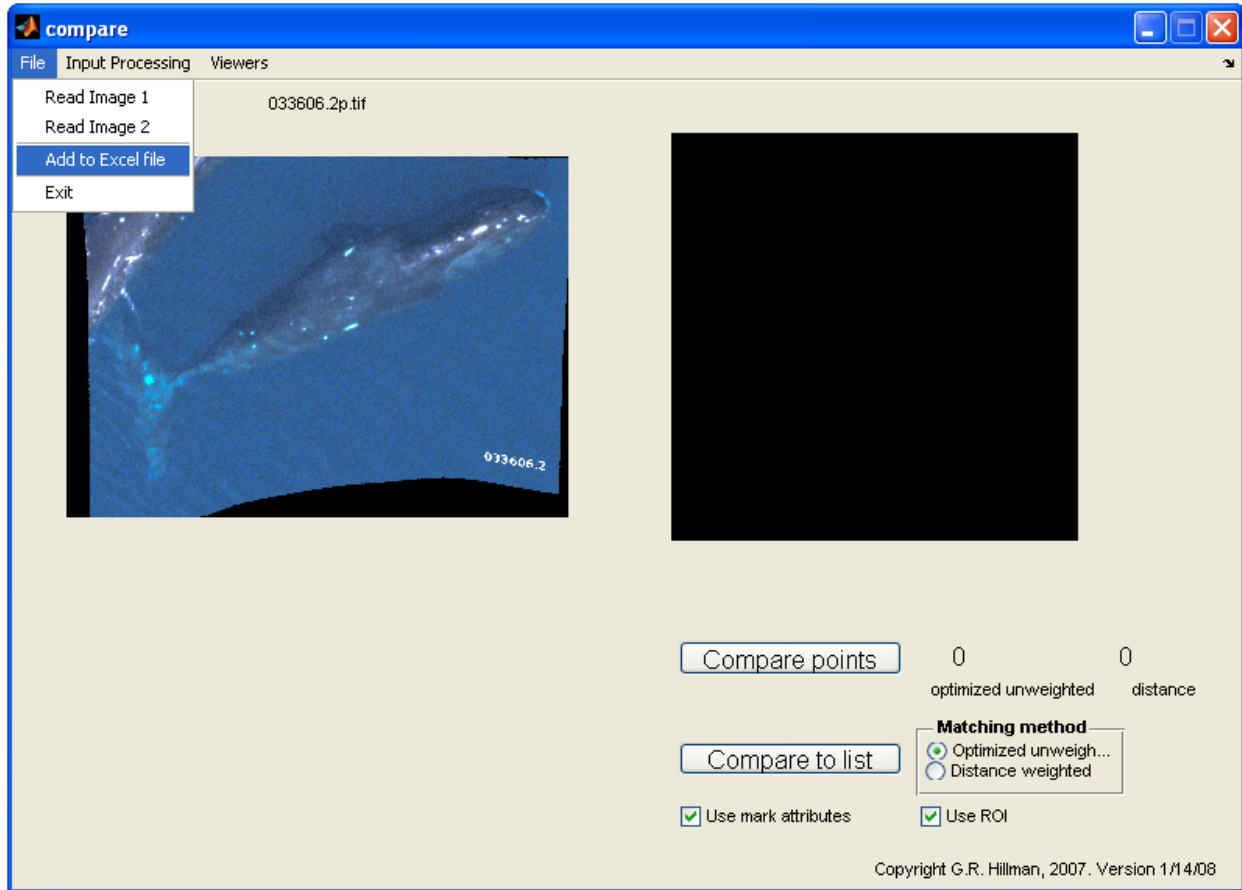 compare
File Input Processing Viewers
Read Image 1
Read Image 2
Add to Excel file
Exit
033606.2p.tif
033606.2
Compare points
0 0
optimized unweighted distance
Compare to list
Matching method
Optimized unweigh...
Distance weighted
Use mark attributes
Use ROI
Copyright G.R. Hillman, 2007. Version 1/14/08